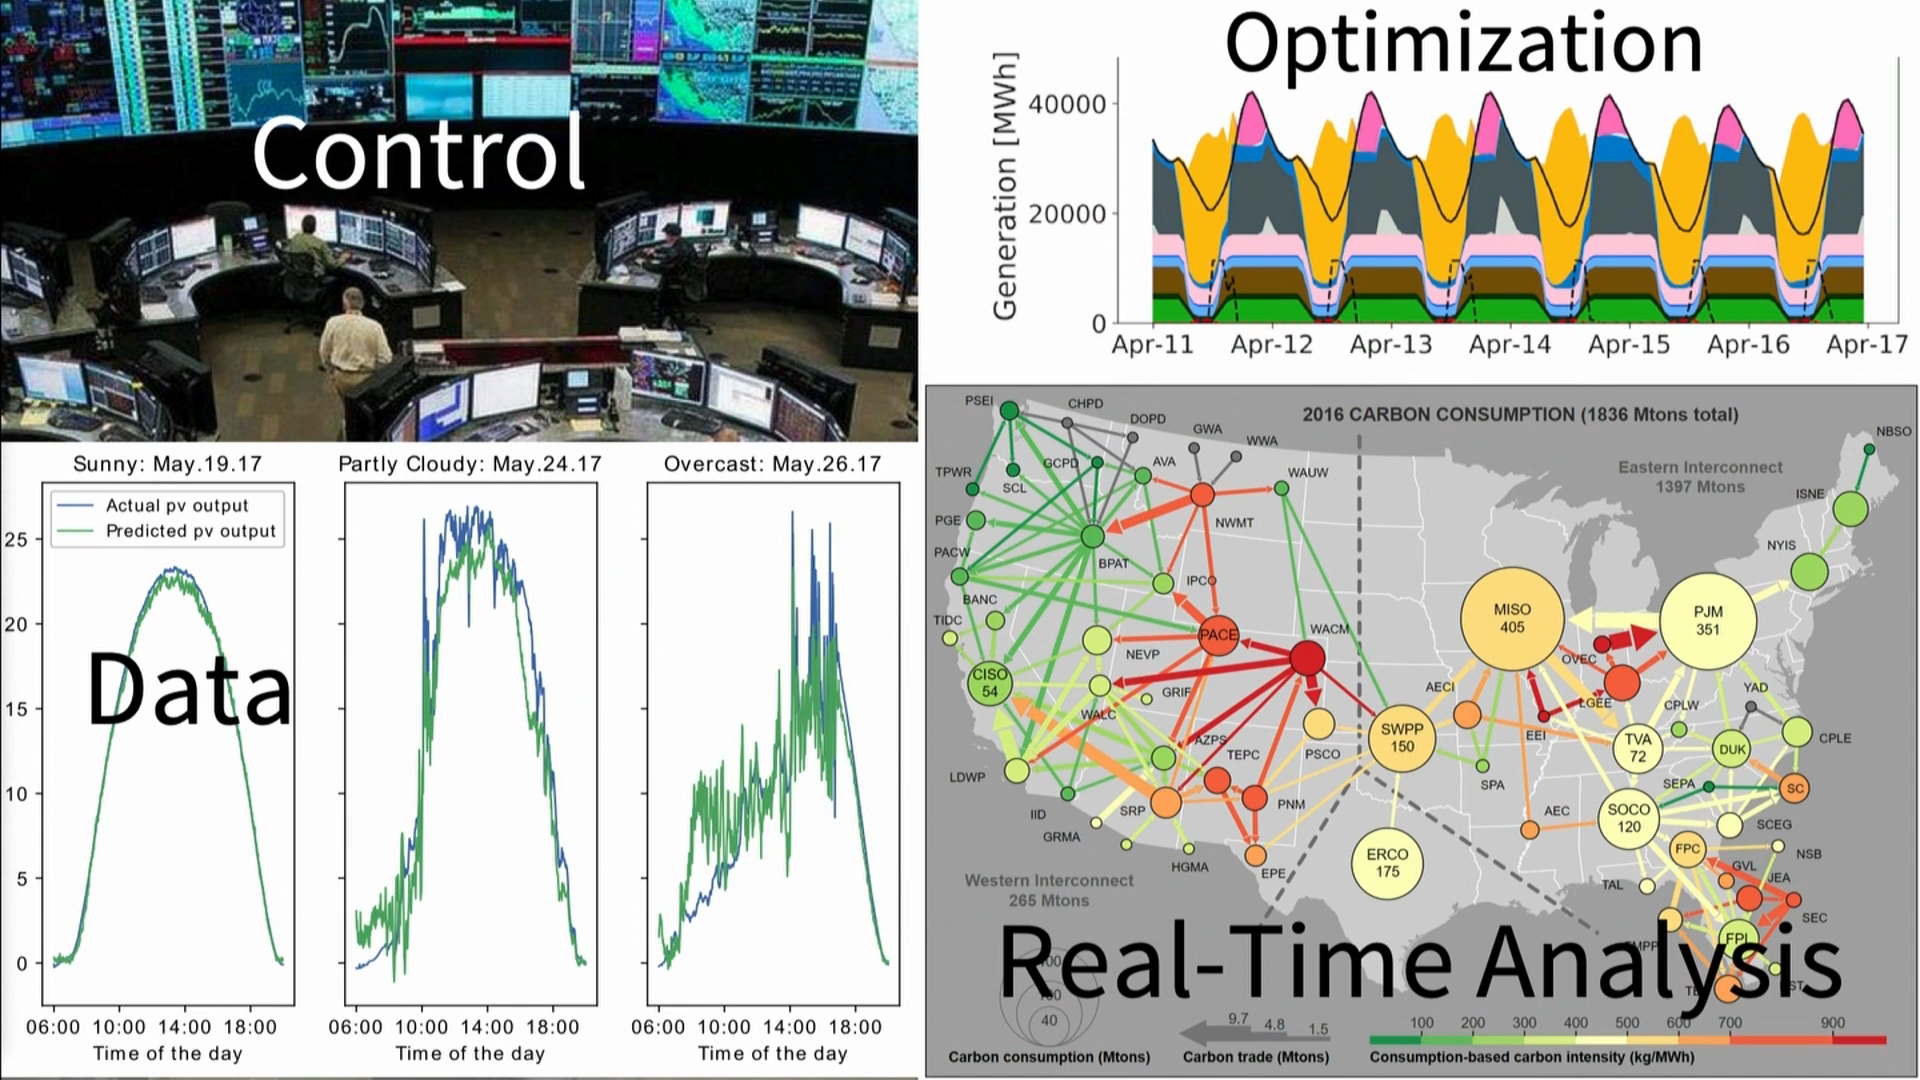 Control
Optimization
Generation [MWh]
40000
20000
0
Apr-11 Apr-12 Apr-13 Apr-14 Apr-15 Apr-16 Apr-17
Data
Sunny: May.19.17
Partly Cloudy: May.24.17
Overcast: May.26.17
Actual pv output
Predicted pv output
25
20
15
10
5
0
06:00 10:00 14:00 18:00
06:00 10:00 14:00 18:00
06:00 10:00 14:00 18:00
Time of the day
Time of the day
Time of the day
Real-Time Analysis
2016 CARBON CONSUMPTION (1836 Mtons total)
Eastern Interconnect
1397 Mtons
Western Interconnect
265 Mtons
PSEI
CHPD
DOPD
GWA
WWA
NBSO
TPWR
SCL
GCPD
AVA
WAUW
ISNE
PGE
NWMT
NYIS
PACW
BPAT
IPCO
BANC
TIDC
MISO
405
PJM
351
PACE
WACM
NEVP
OVEC
CISO
54
GRIF
AECI
LGEE
YAD
WALC
CPLW
SWPP
150
EEI
TVA
72
DUK
CPLE
AZPS
TEPC
PSCO
LDWP
SPA
SEPA
SC
IID
SRP
PNM
AEC
SOCO
120
SCEG
GRMA
HGMA
EPE
ERCO
175
FPC
NSB
GVL
TAL
JEA
SEC
FPL
40
Carbon consumption (Mtons)
9.7 4.8 1.5
Carbon trade (Mtons)
100 200 300 400 500 600 700 900
Consumption-based carbon intensity (kg/MWh)